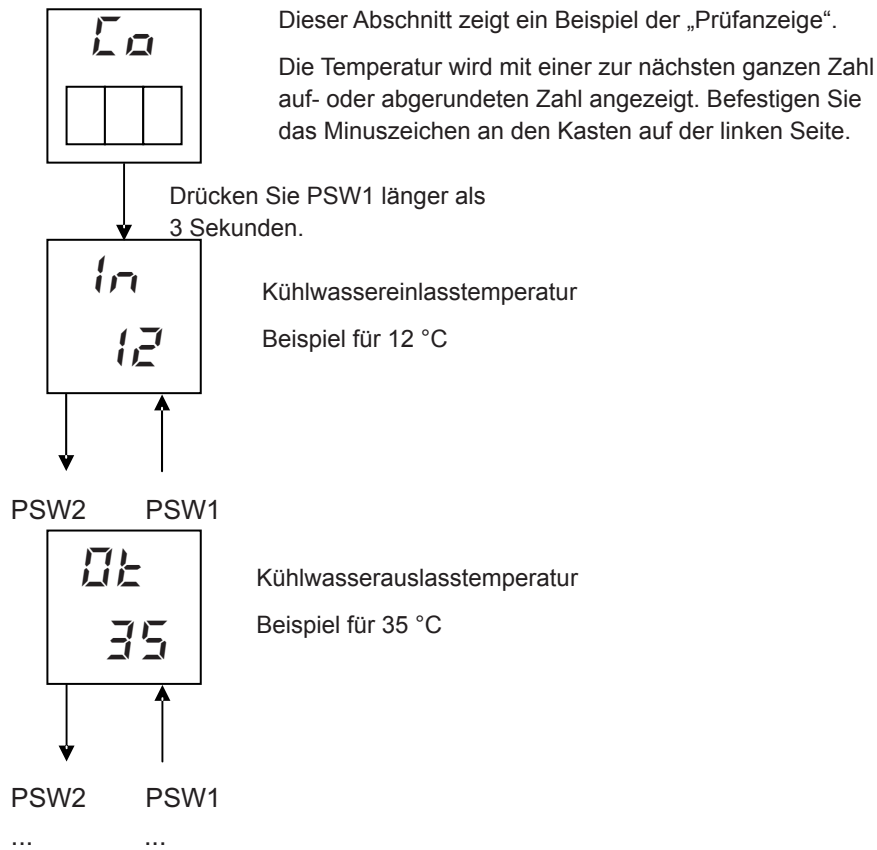 Co
Dieser Abschnitt zeigt ein Beispiel der „Prüfanzeige“.
Die Temperatur wird mit einer zur nächsten ganzen Zahl
auf- oder abgerundeten Zahl angezeigt. Befestigen Sie
das Minuszeichen an den Kasten auf der linken Seite.
Drücken Sie PSW1 länger als
3 Sekunden.
In
12
Kühlwassereinlasstemperatur
Beispiel für 12 °C
PSW2 PSW1
Ot
35
Kühlwasserauslasstemperatur
Beispiel für 35 °C
PSW2 PSW1
... ...